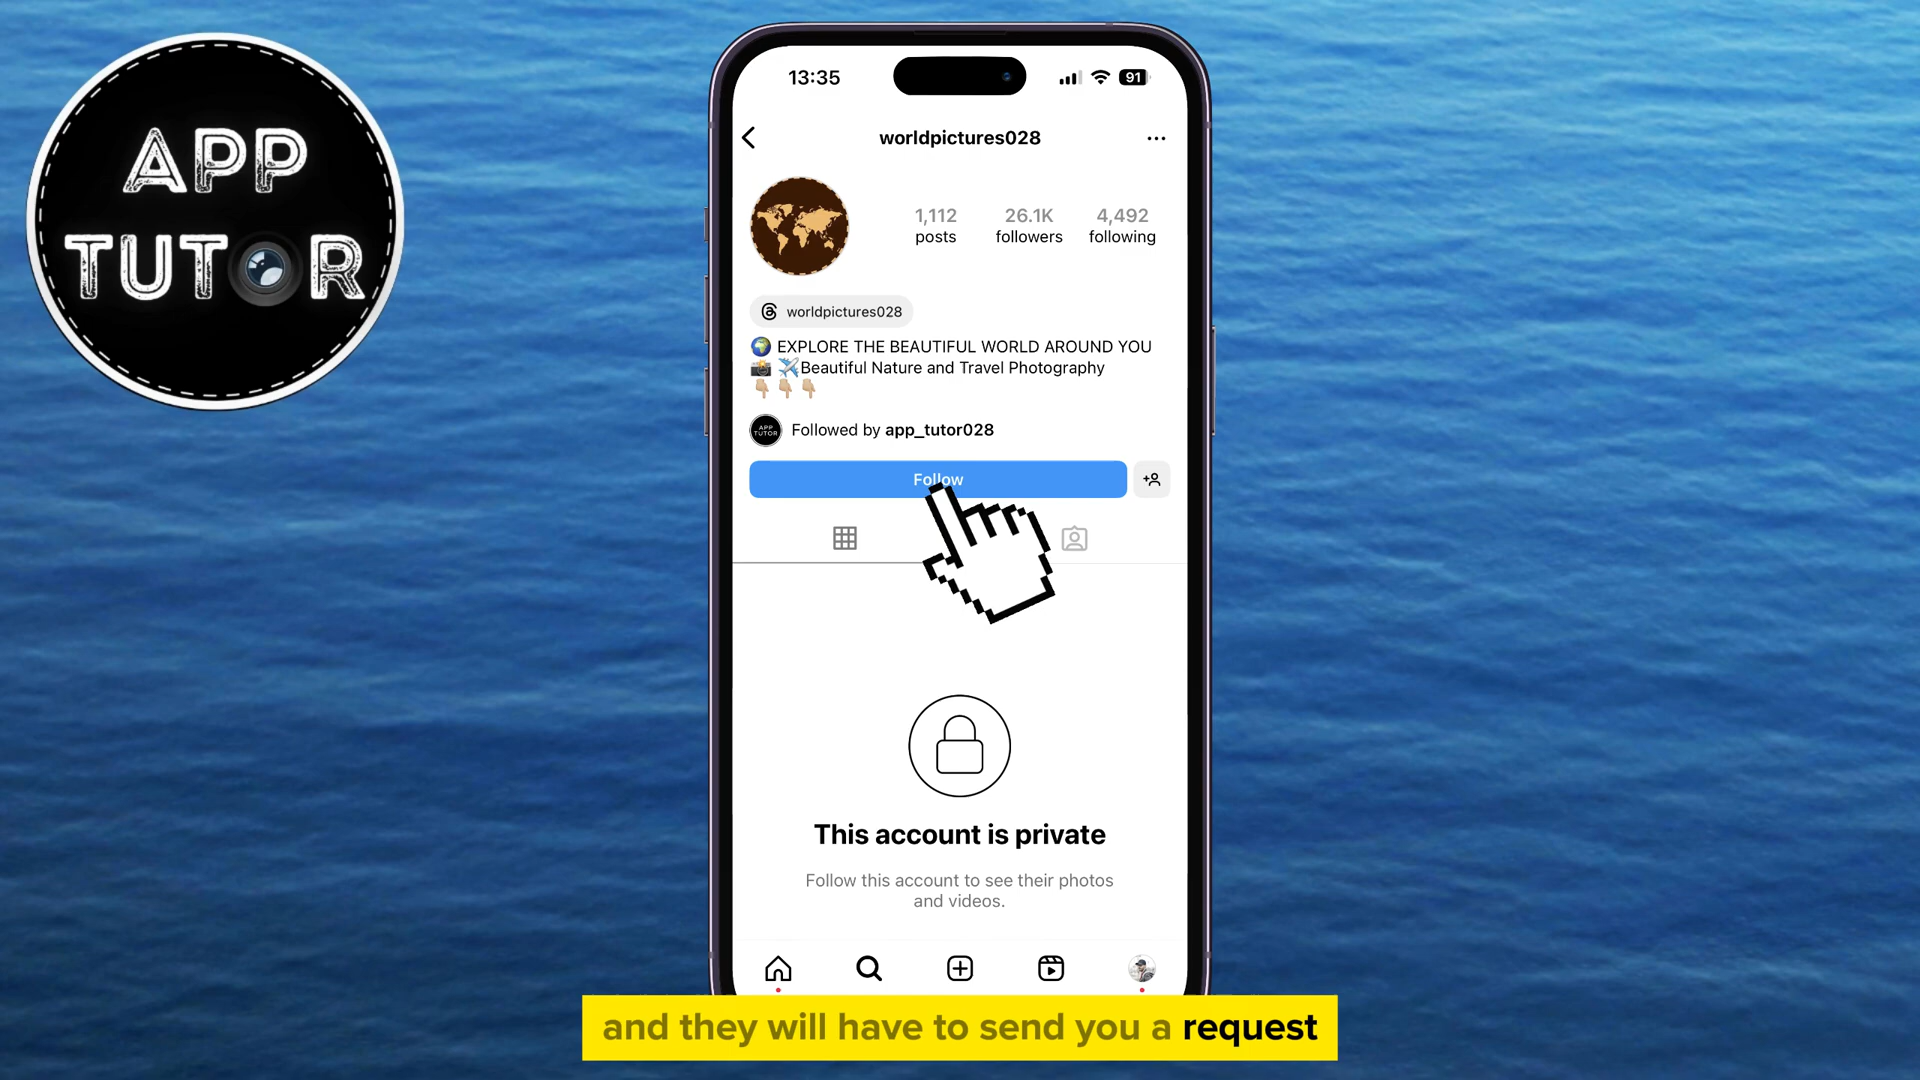 APP
TUTOR
13:35
91
worldpictures028
1,112
posts
26.1K
followers
4,492
following
worldpictures028
EXPLORE THE BEAUTIFUL WORLD AROUND YOU
Beautiful Nature and Travel Photography
APP
TUTOR
Followed by app_tutor028
Follow
This account is private
Follow this account to see their photos
and videos.
and they will have to send you a request